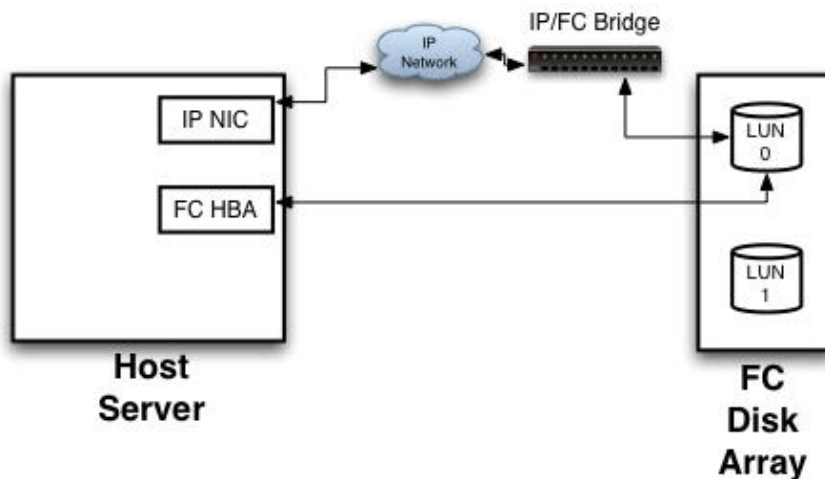 IP/FC Bridge
IP
Network
IP NIC
FC HBA
LUN
0
LUN
1
Host
Server
FC
Disk
Array